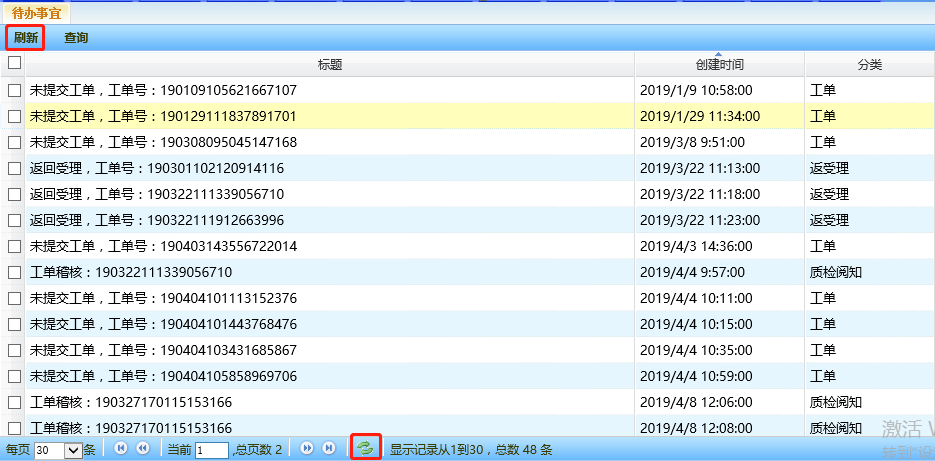 待办事宜
刷新 查询
标题 创建时间 分类
未提交工单，工单号：190109105621667107 2019/1/9 10:58:00 工单
未提交工单，工单号：190129111837891701 2019/1/29 11:34:00 工单
未提交工单，工单号：190308095045147168 2019/3/8 9:51:00 工单
返回受理，工单号：190301102120914116 2019/3/22 11:13:00 返受理
返回受理，工单号：190322111339056710 2019/3/22 11:18:00 返受理
返回受理，工单号：190322111912663996 2019/3/22 11:23:00 返受理
未提交工单，工单号：190403143556722014 2019/4/3 14:36:00 工单
工单稽核：190322111339056710 2019/4/4 9:57:00 质检阅知
未提交工单，工单号：190404101113152376 2019/4/4 10:11:00 工单
未提交工单，工单号：190404101443768476 2019/4/4 10:15:00 工单
未提交工单，工单号：190404103431685867 2019/4/4 10:35:00 工单
未提交工单，工单号：190404105858969706 2019/4/4 10:59:00 工单
工单稽核：190327170115153166 2019/4/8 12:06:00 质检阅知
工单稽核：190327170115153166 2019/4/8 12:08:00 质检阅知
激活 W
每页 30 条 当前 1 ,总页数 2 显示记录从1到30，总数 48 条
转到"设